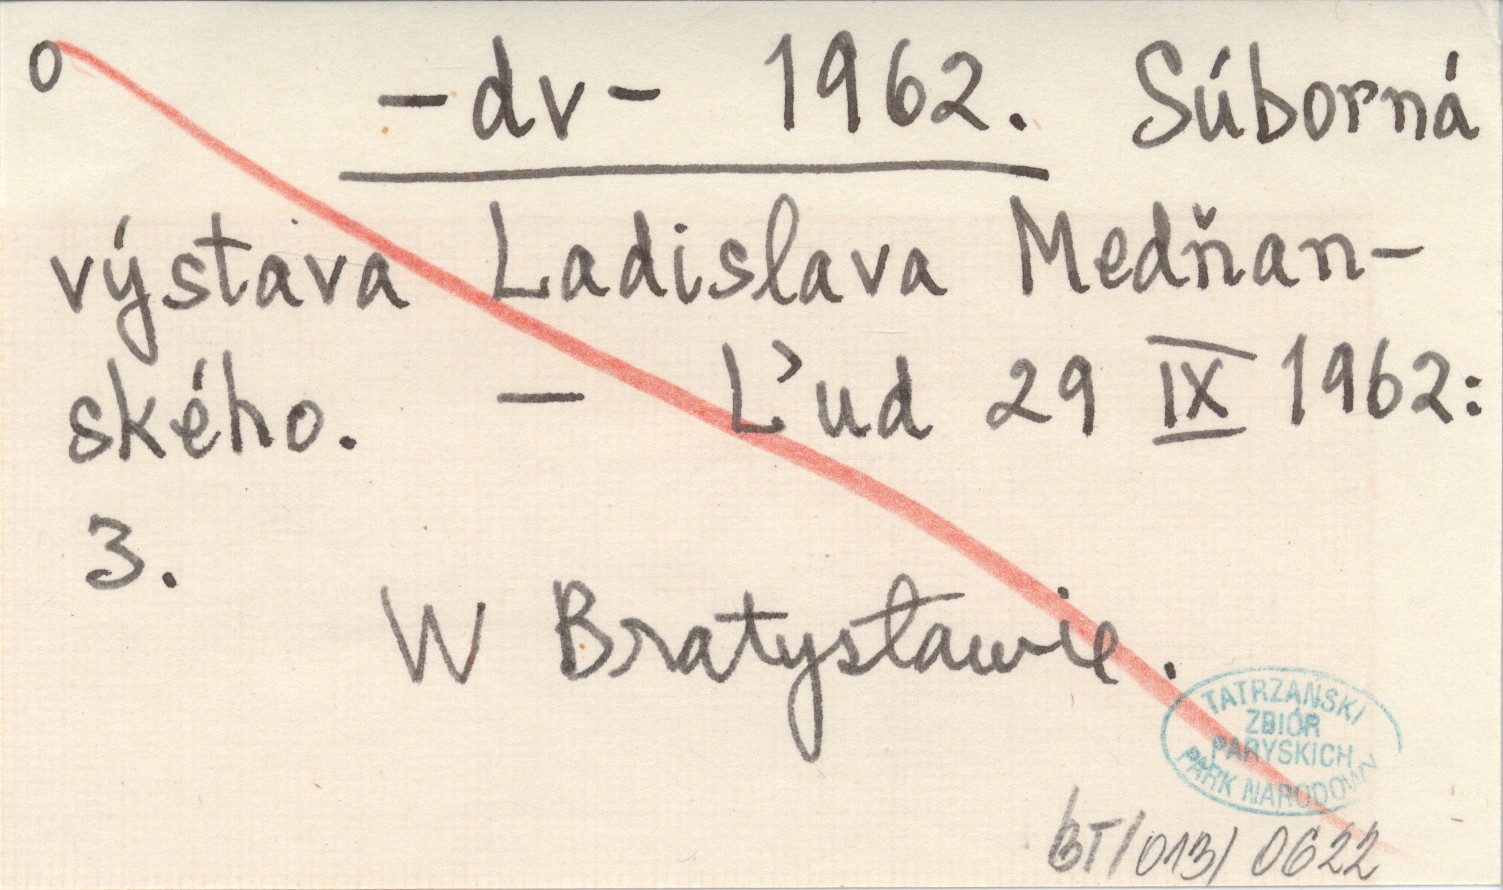 o -dv- 1962. Súborná
výstava Ladislava Medňan-
ského. — Ľud 29 IX 1962:
3.
W Bratysławie.
TATRZAŃSKI
ZBIÓR
PARYSKICH
PARK NARODOWY
BT/013/0622